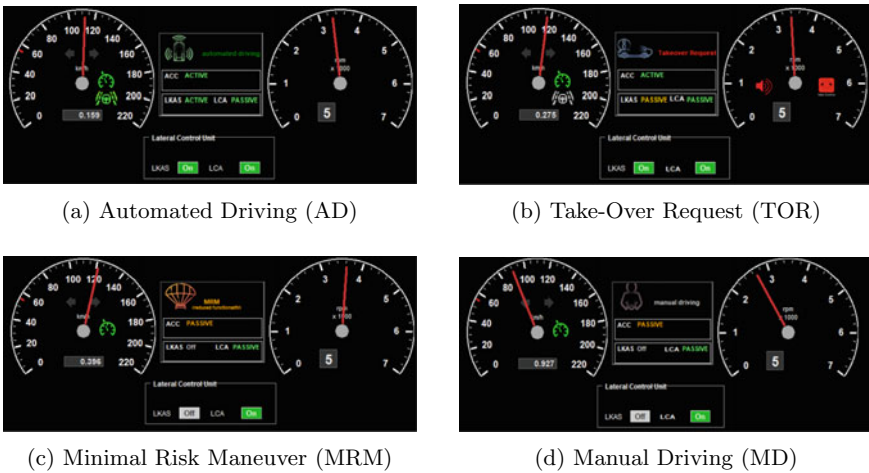 100 120
80 140
60 160
40 180
20 200
0 220
km/h
0.159
automated driving
ACC ACTIVE
LKAS ACTIVE LCA PASSIVE
3 4
2 5
1 6
0 7
rpm
x 1000
5
Lateral Control Unit
LKAS On LCA On
(a) Automated Driving (AD)
100 120
80 140
60 160
40 180
20 200
0 220
km/h
0.275
Takeover Request
ACC ACTIVE
LKAS PASSIVE LCA PASSIVE
3 4
2 5
1 6
0 7
rpm
x 1000
5
Lateral Control Unit
LKAS On LCA On
(b) Take-Over Request (TOR)
100 120
80 140
60 160
40 180
20 200
0 220
km/h
0.396
MRM
ACC PASSIVE
LKAS Off LCA PASSIVE
3 4
2 5
1 6
0 7
rpm
x 1000
5
Lateral Control Unit
LKAS Off LCA On
(c) Minimal Risk Maneuver (MRM)
100 120
80 140
60 160
40 180
20 200
0 220
0.927
manual driving
ACC PASSIVE
LKAS Off LCA PASSIVE
3 4
2 5
1 6
0 7
rpm
5
Lateral Control Unit
LKAS Off LCA On
(d) Manual Driving (MD)